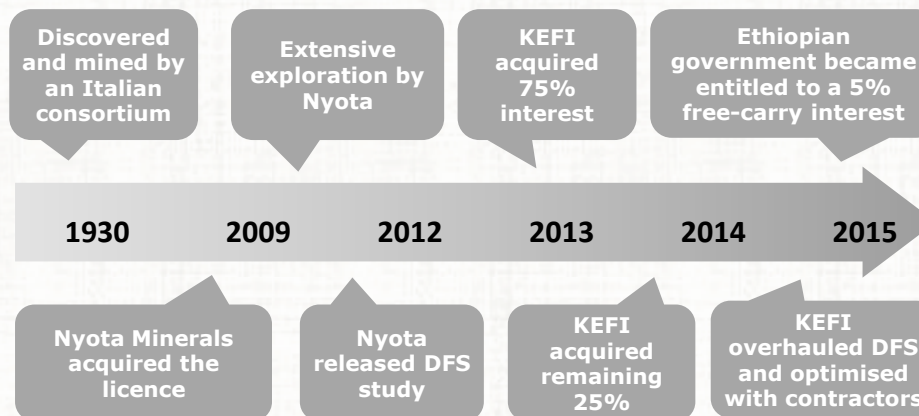 Discovered
and mined by
an Italian
consortium
Extensive
exploration by
Nyota
KEFI
acquired
75%
interest
Ethiopian
government became
entitled to a 5%
free-carry interest
1930
2009
2012
2013
2014
2015
Nyota Minerals
acquired the
licence
Nyota
released DFS
study
KEFI
acquired
remaining
25%
KEFI
overhauled DFS
and optimised
with contractors